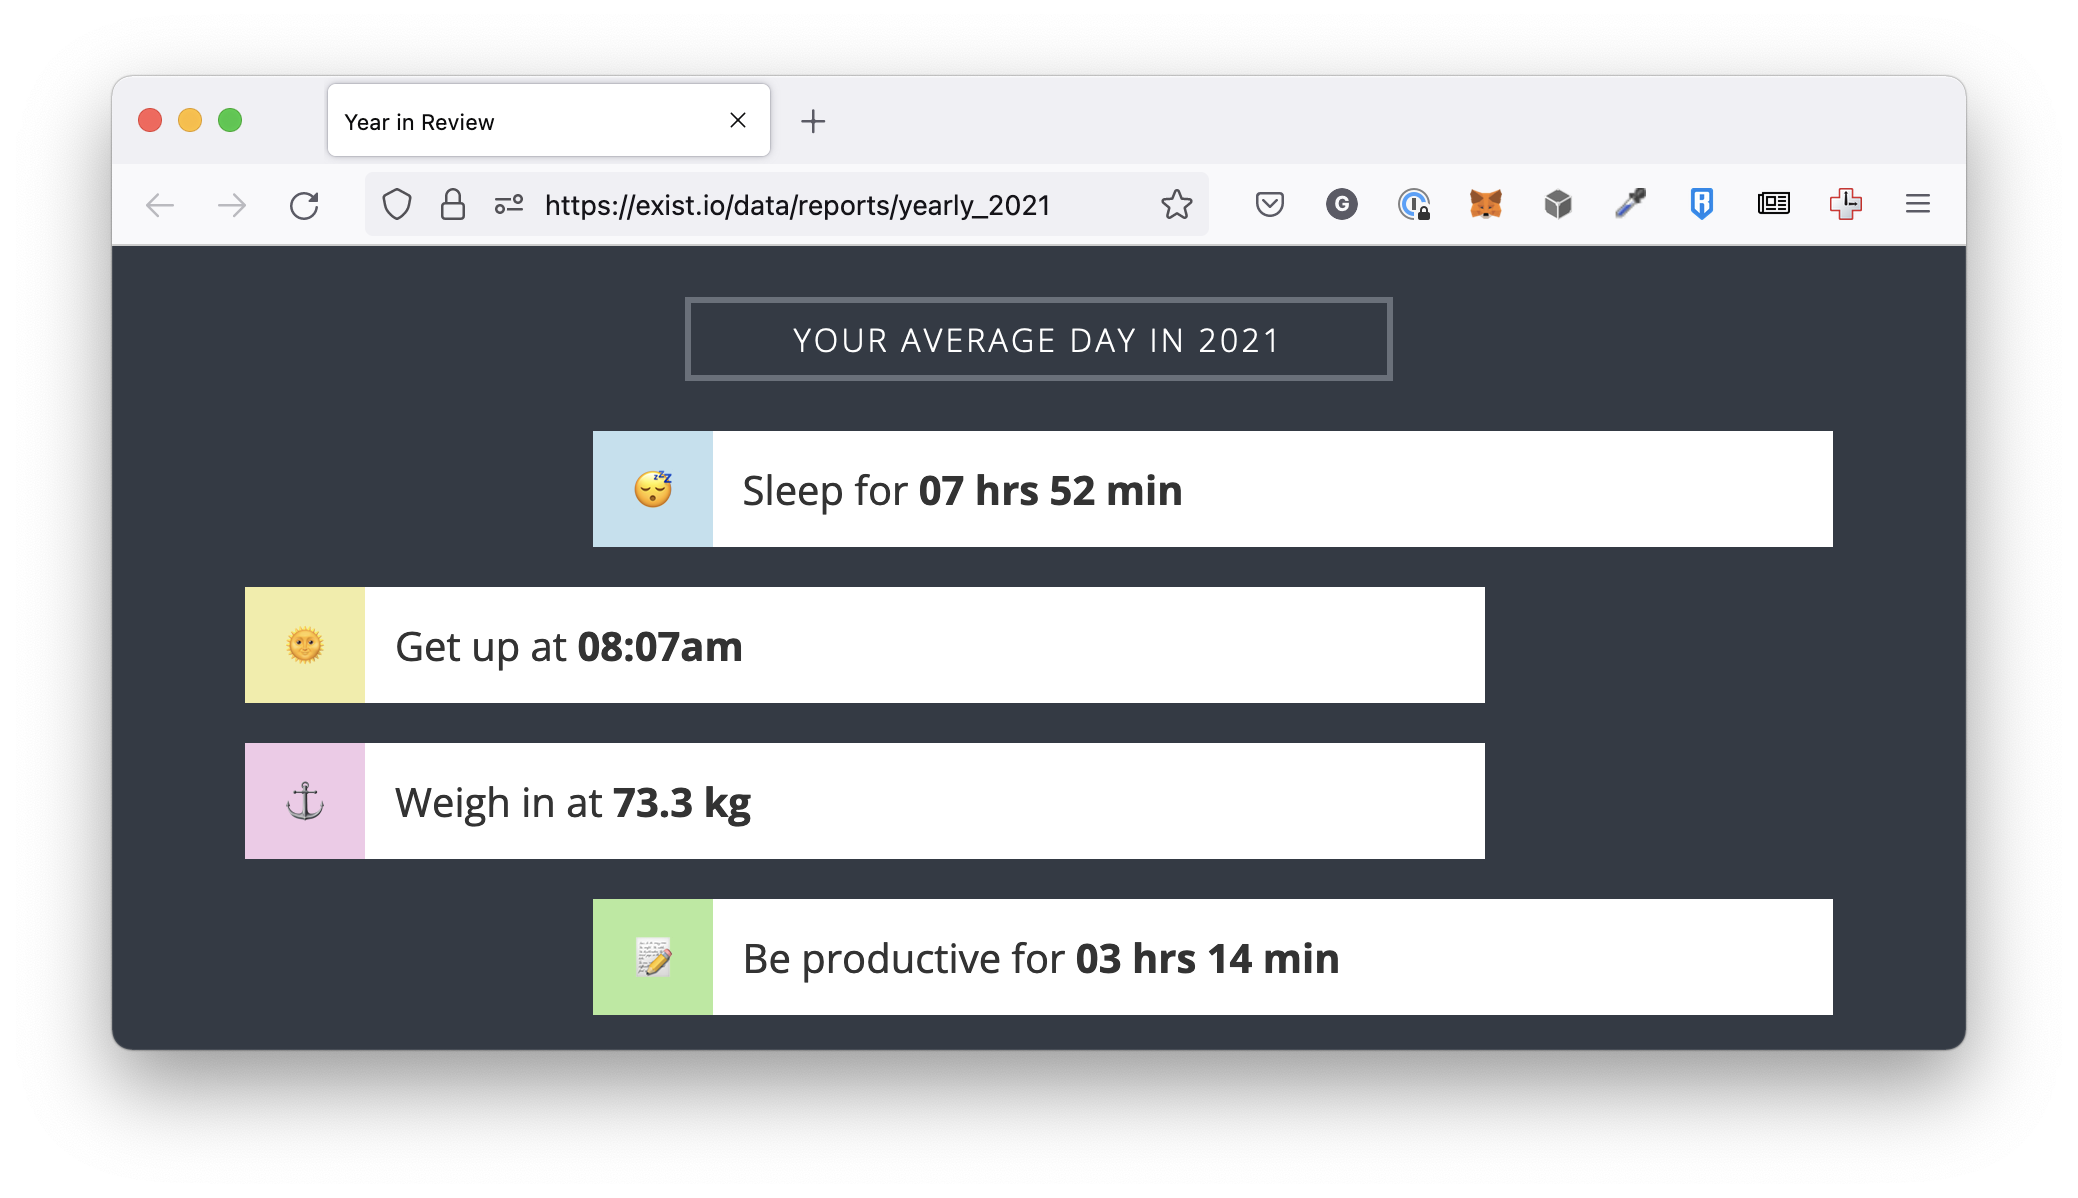 Year in Review
https://exist.io/data/reports/yearly_2021
G
YOUR AVERAGE DAY IN 2021
Sleep for 07 hrs 52 min
Get up at 08:07am
Weigh in at 73.3 kg
Be productive for 03 hrs 14 min